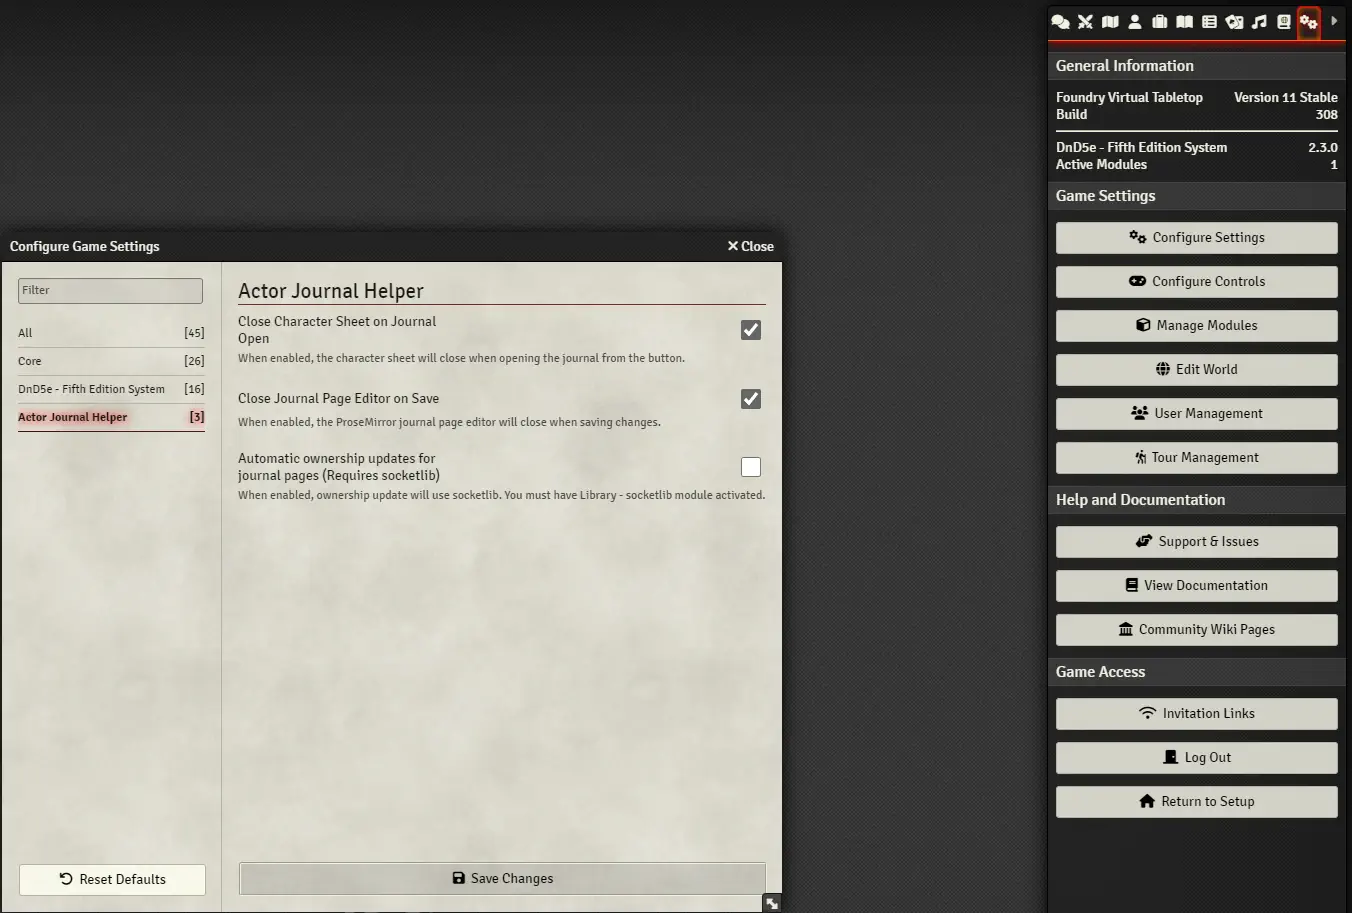 General Information
Foundry Virtual Tabletop Version 11 Stable
Build 308
DnD5e - Fifth Edition System 2.3.0
Active Modules 1
Game Settings
Configure Settings
Configure Controls
Manage Modules
Edit World
User Management
Tour Management
Help and Documentation
Support & Issues
View Documentation
Community Wiki Pages
Game Access
Invitation Links
Log Out
Return to Setup
Configure Game Settings
Close
Filter
All [45]
Core [26]
DnD5e - Fifth Edition System [16]
Actor Journal Helper [3]
Reset Defaults
Actor Journal Helper
Close Character Sheet on Journal
Open
When enabled, the character sheet will close when opening the journal from the button.
Close Journal Page Editor on Save
When enabled, the ProseMirror journal page editor will close when saving changes.
Automatic ownership updates for
journal pages (Requires socketlib)
When enabled, ownership update will use socketlib. You must have Library - socketlib module activated.
Save Changes